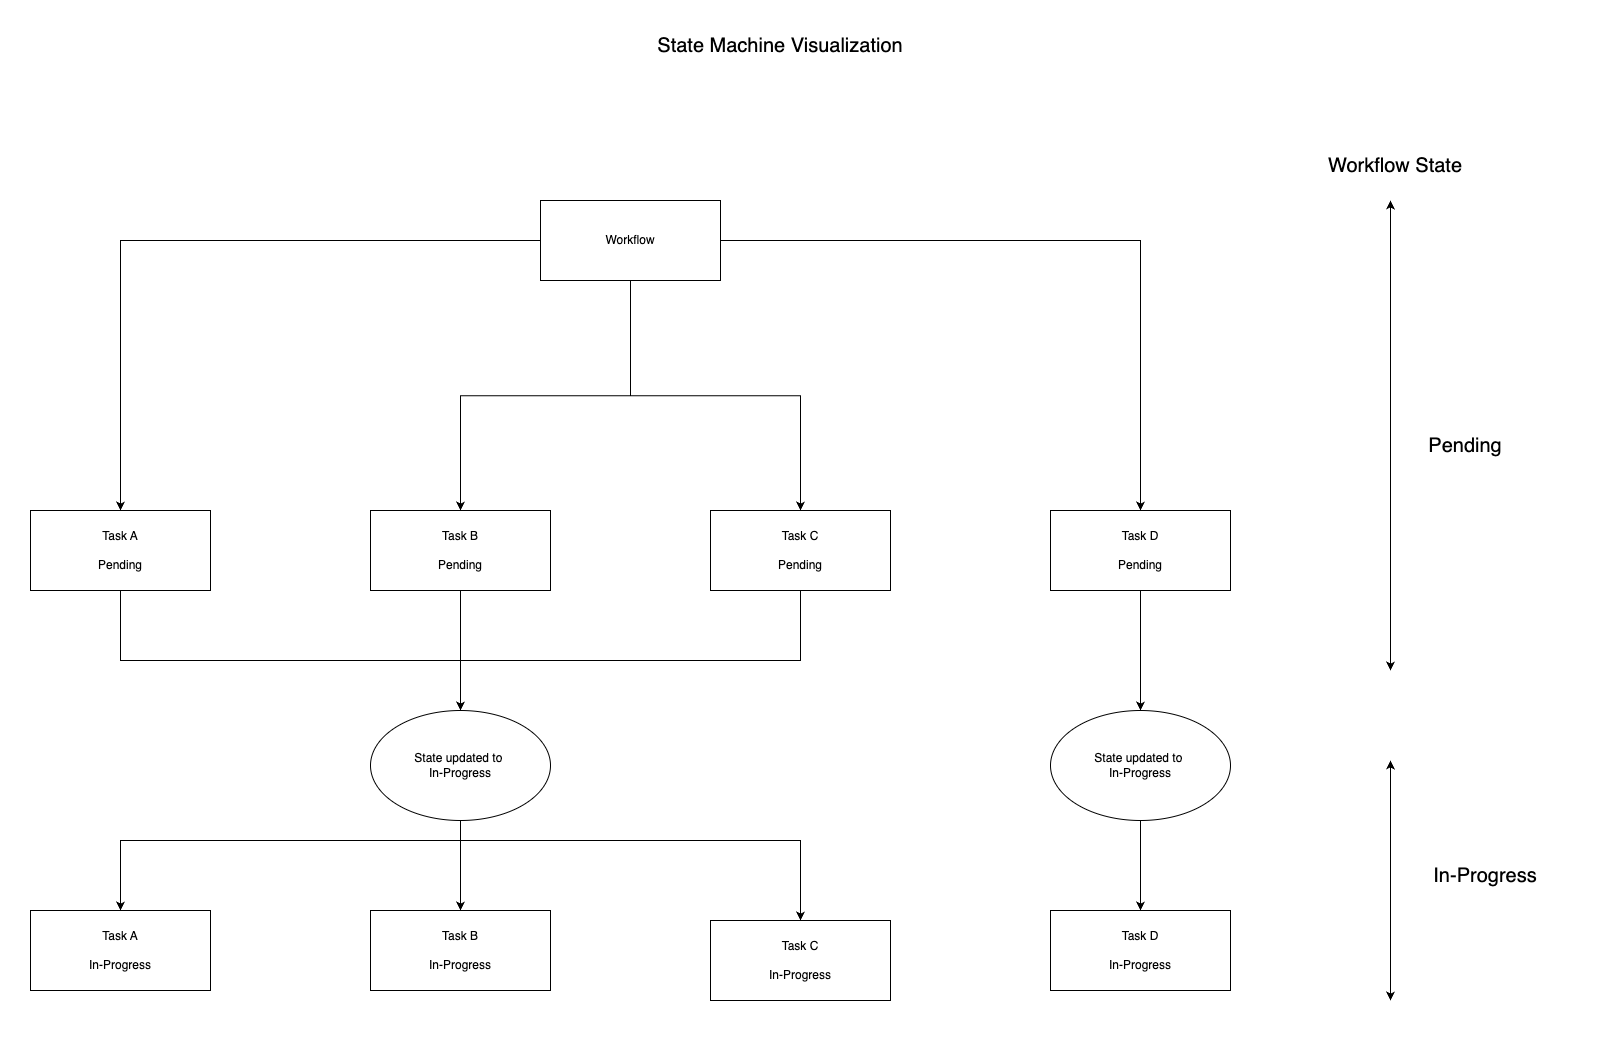 State Machine Visualization
Workflow State
Workflow
Pending
Task A
Pending
Task B
Pending
Task C
Pending
Task D
Pending
State updated to
In-Progress
State updated to
In-Progress
In-Progress
Task A
In-Progress
Task B
In-Progress
Task C
In-Progress
Task D
In-Progress